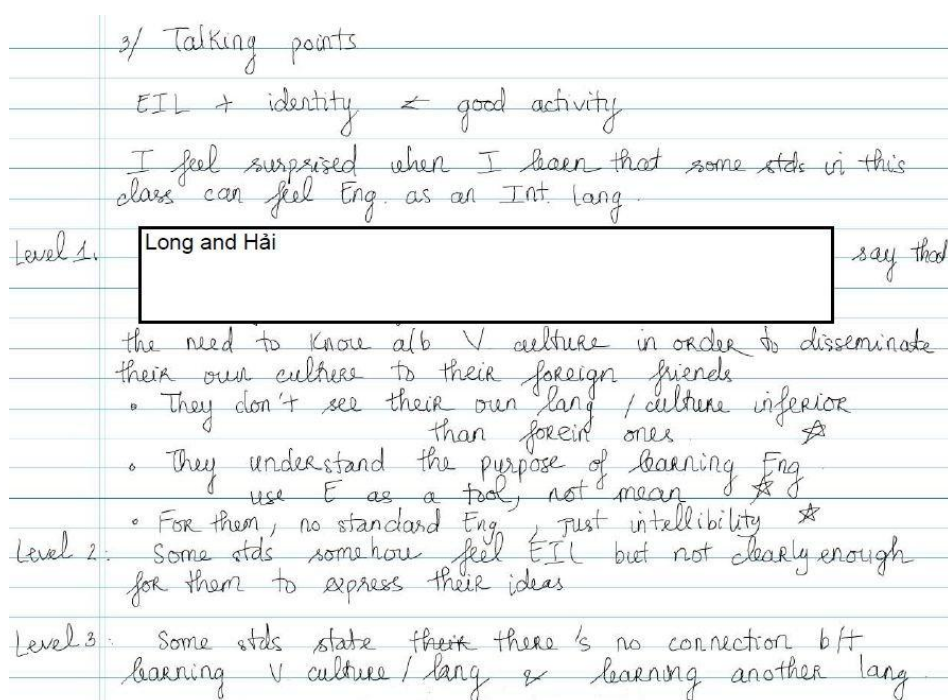 3/ Talking points
EIL + identity ← good activity
I feel surprised when I learn that some stds in this
class can feel Eng. as an Int. lang.
Level 1. Long and Hải say that
the need to know a/b V culture in order to disseminate
their own culture to their foreign friends
• They don't see their own lang / culture inferior
than forein ones ☆
• They understand the purpose of learning Eng
use E as a tool, not mean ☆
• For them, no standard Eng, just intellibility ☆
Level 2: Some stds somehow feel EIL but not clearly enough
for them to express their ideas
Level 3: Some stds state their there's no connection b/t
learning V culture / lang & learning another lang.